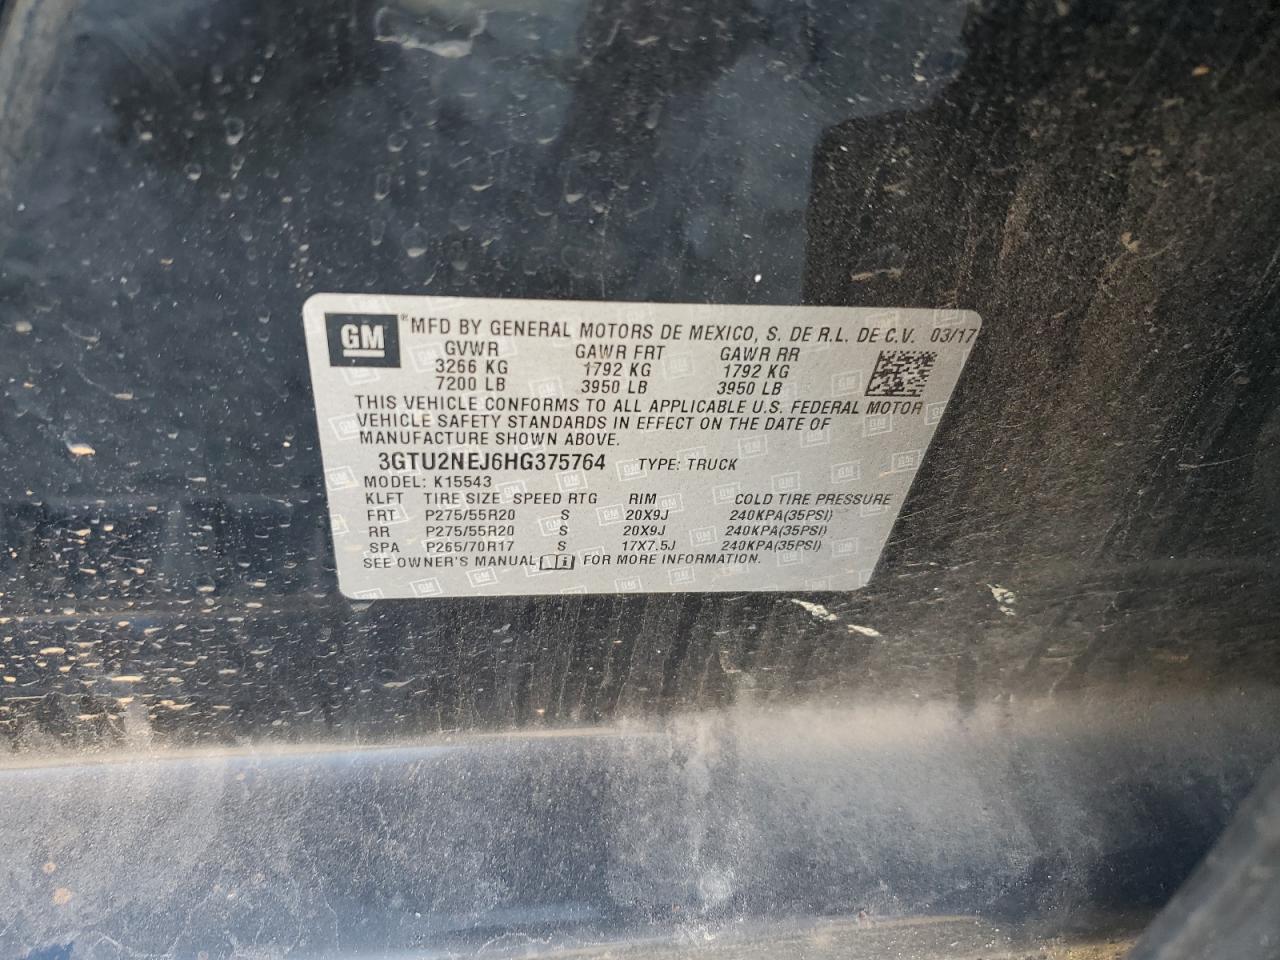 GM ® MFD BY GENERAL MOTORS DE MEXICO, S. DE R.L. DE C.V. 03/17
GVWR GAWR FRT GAWR RR
3266 KG 1792 KG 1792 KG
7200 LB 3950 LB 3950 LB
THIS VEHICLE CONFORMS TO ALL APPLICABLE U.S. FEDERAL MOTOR
VEHICLE SAFETY STANDARDS IN EFFECT ON THE DATE OF
MANUFACTURE SHOWN ABOVE.
3GTU2NEJ6HG375764 TYPE: TRUCK
MODEL: K15543
KLFT TIRE SIZE SPEED RTG RIM COLD TIRE PRESSURE
FRT P275/55R20 S 20X9J 240KPA(35PSI)
RR P275/55R20 S 20X9J 240KPA(35PSI)
SPA P265/70R17 S 17X7.5J 240KPA(35PSI)
SEE OWNER'S MANUAL i FOR MORE INFORMATION.